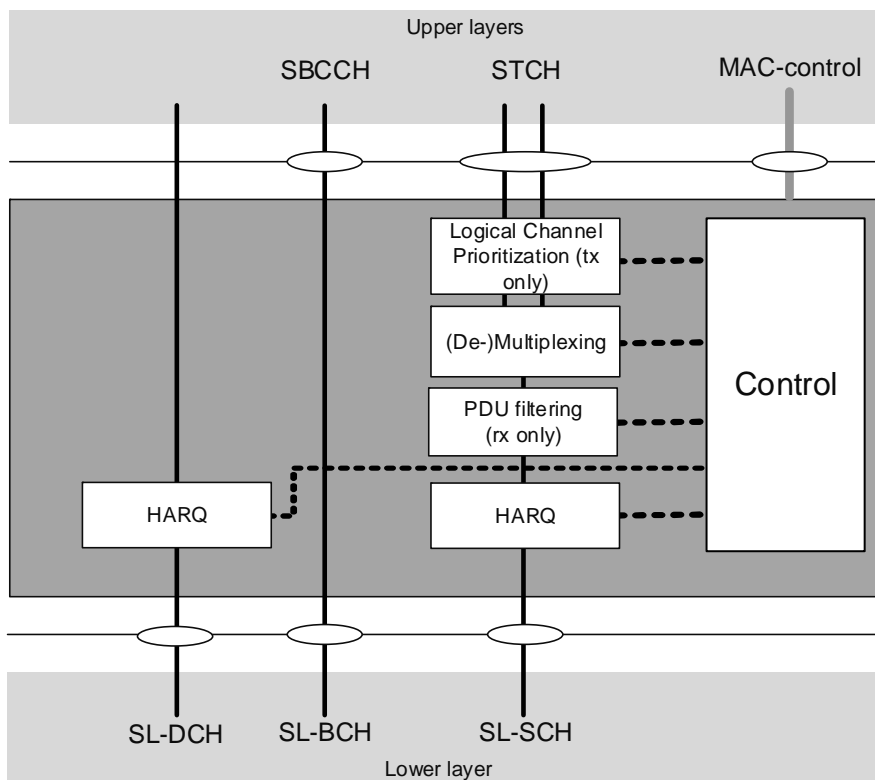 Upper layers
SBCCH
STCH
MAC-control
Logical Channel
Prioritization (tx
only)
(De-)Multiplexing
Control
PDU filtering
(rx only)
HARQ
HARQ
SL-DCH
SL-BCH
SL-SCH
Lower layer